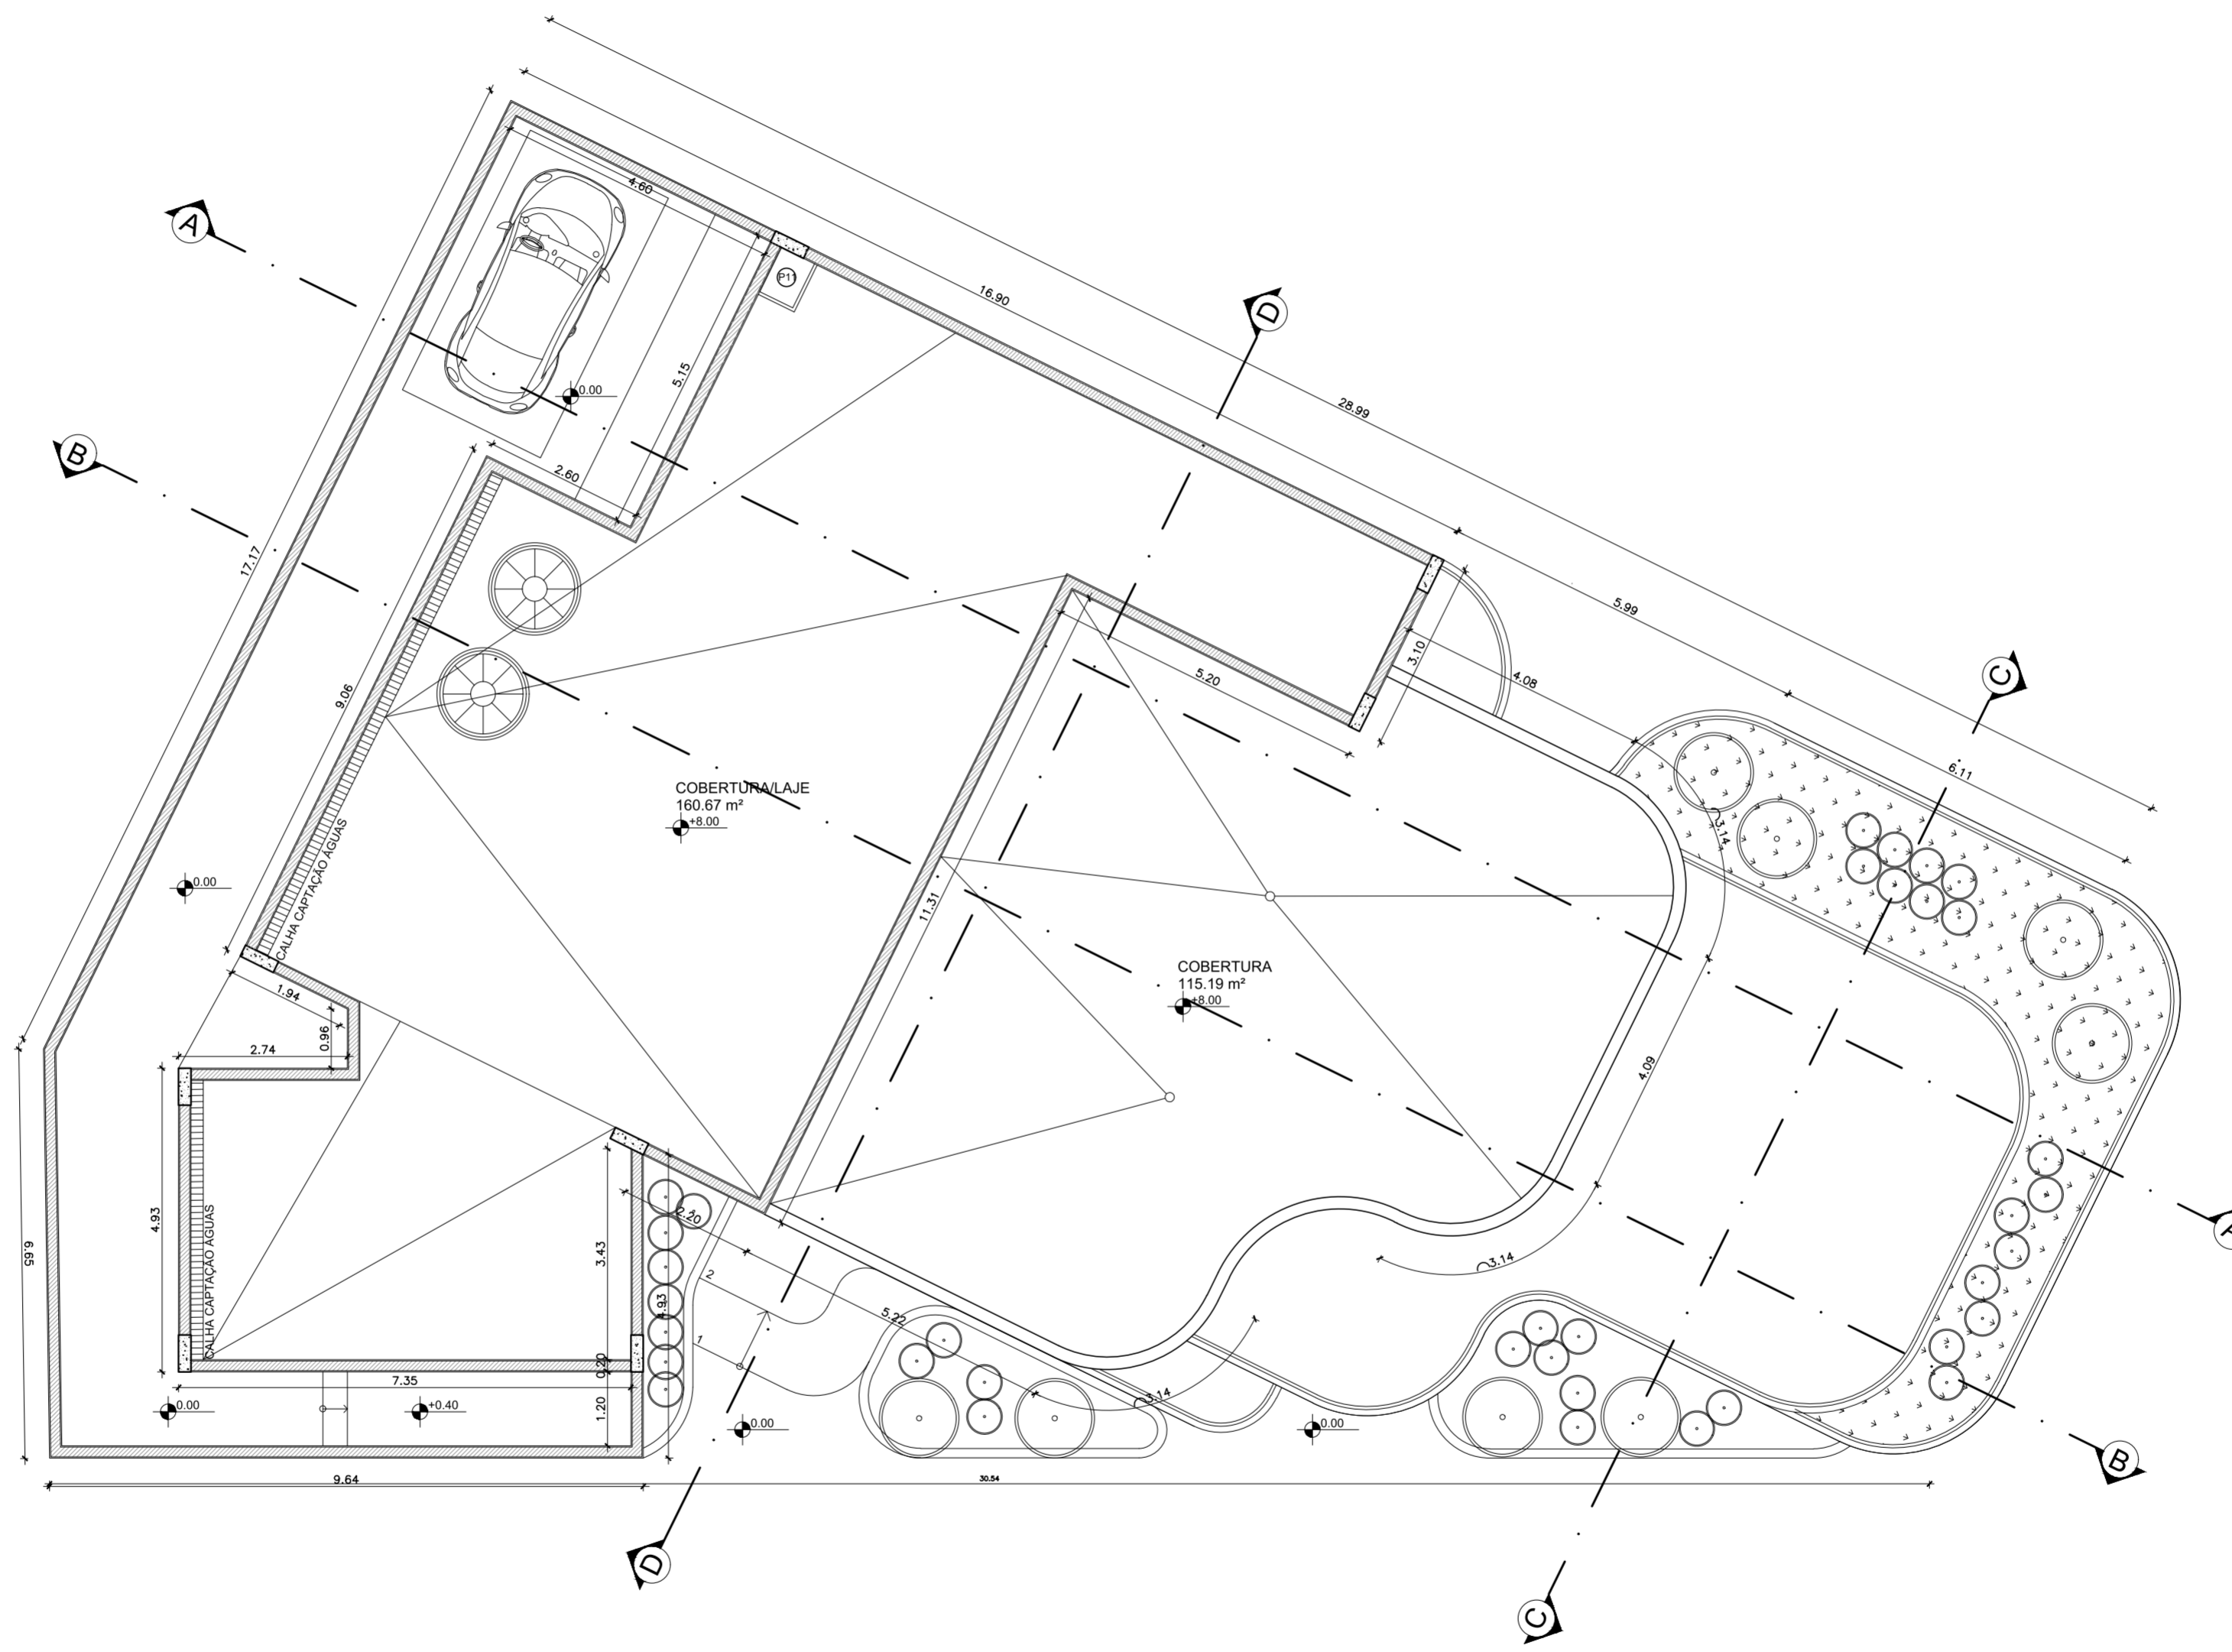 A
4.60
P11
16.90
D
28.99
5.15
0.00
B
2.60
17.17
5.99
C
3.10
5.20
4.08
9.06
6.11
COBERTURA/LAJE
160.67 m²
+8.00
3.14
CALHA CAPTAÇÃO ÁGUAS
0.00
11.31
COBERTURA
115.19 m²
+8.00
1.94
0.96
2.74
4.09
4.93
6.65
CALHA CAPTAÇÃO ÁGUAS
3.43
2.20
2
4.93
1
5.22
3.14
A
0.20
7.35
1.20
3.14
0.00
+0.40
0.00
0.00
B
9.64
30.54
D
C